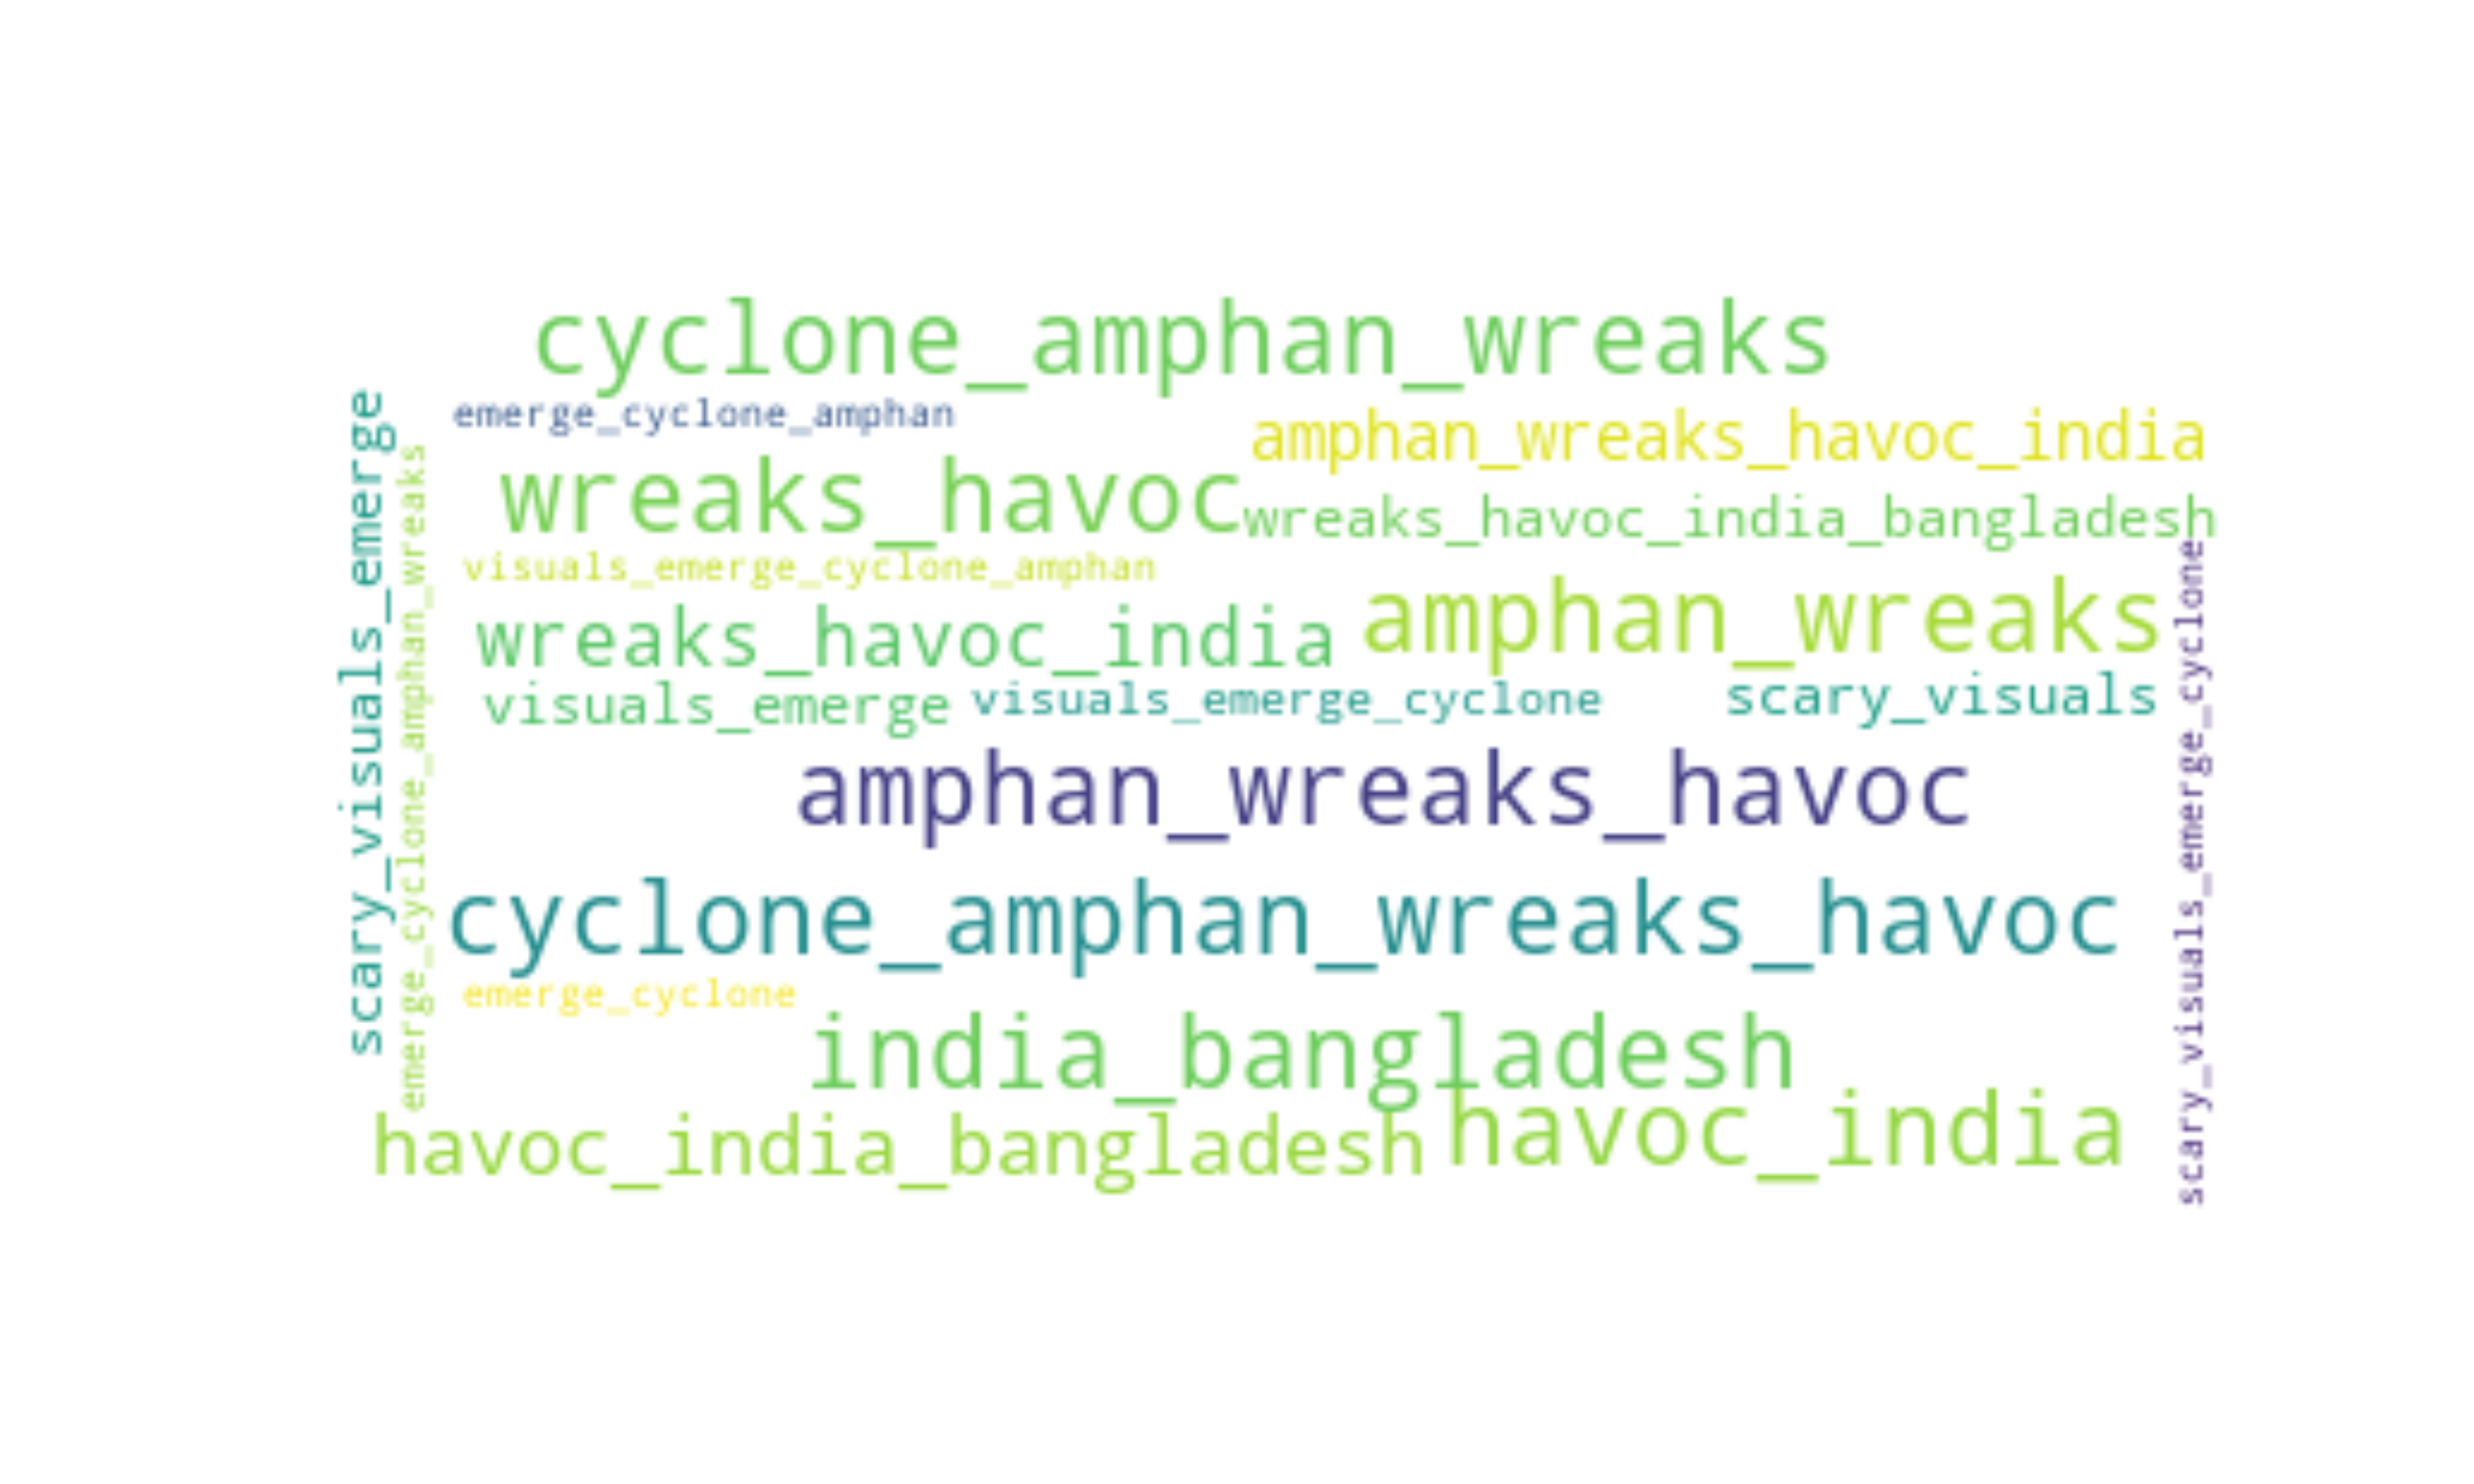 cyclone_amphan_wreaks
emerge_cyclone_amphan
amphan_wreaks_havoc_india
wreaks_havoc
wreaks_havoc_india_bangladesh
visuals_emerge_cyclone_amphan
wreaks_havoc_india
amphan_wreaks
visuals_emerge
visuals_emerge_cyclone
scary_visuals
amphan_wreaks_havoc
cyclone_amphan_wreaks_havoc
emerge_cyclone
india_bangladesh
havoc_india_bangladesh
havoc_india
scary_visuals_emerge
emerge_cyclone_amphan_wreaks
scary_visuals_emerge_cyclone